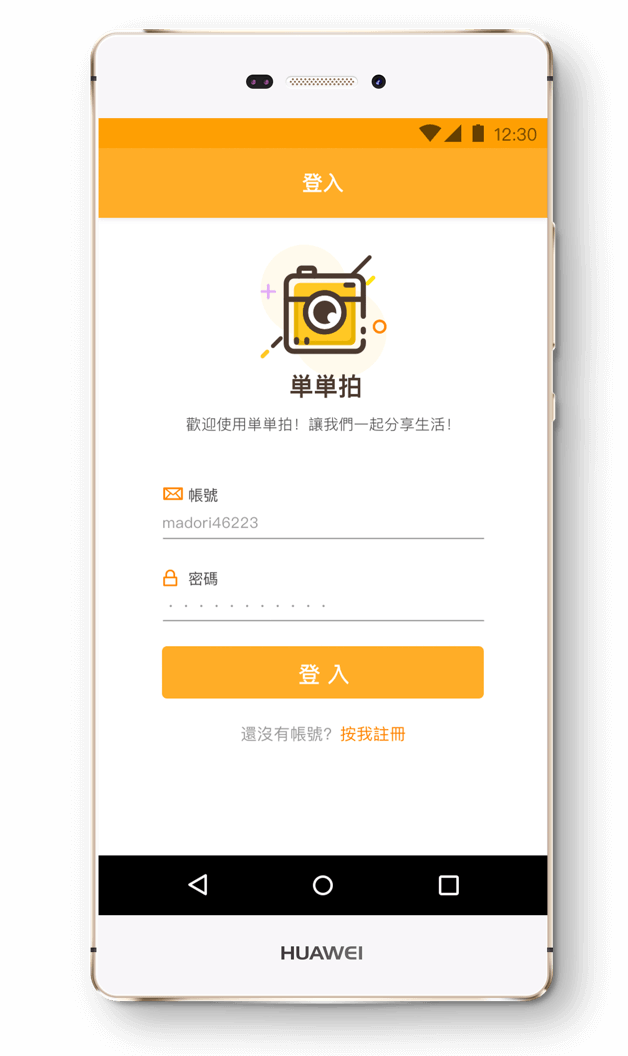 12:30
登入
単単拍
歡迎使用単単拍！讓我們一起分享生活！
帳號
madori46223
密碼
···········
登 入
還沒有帳號？按我註冊
HUAWEI